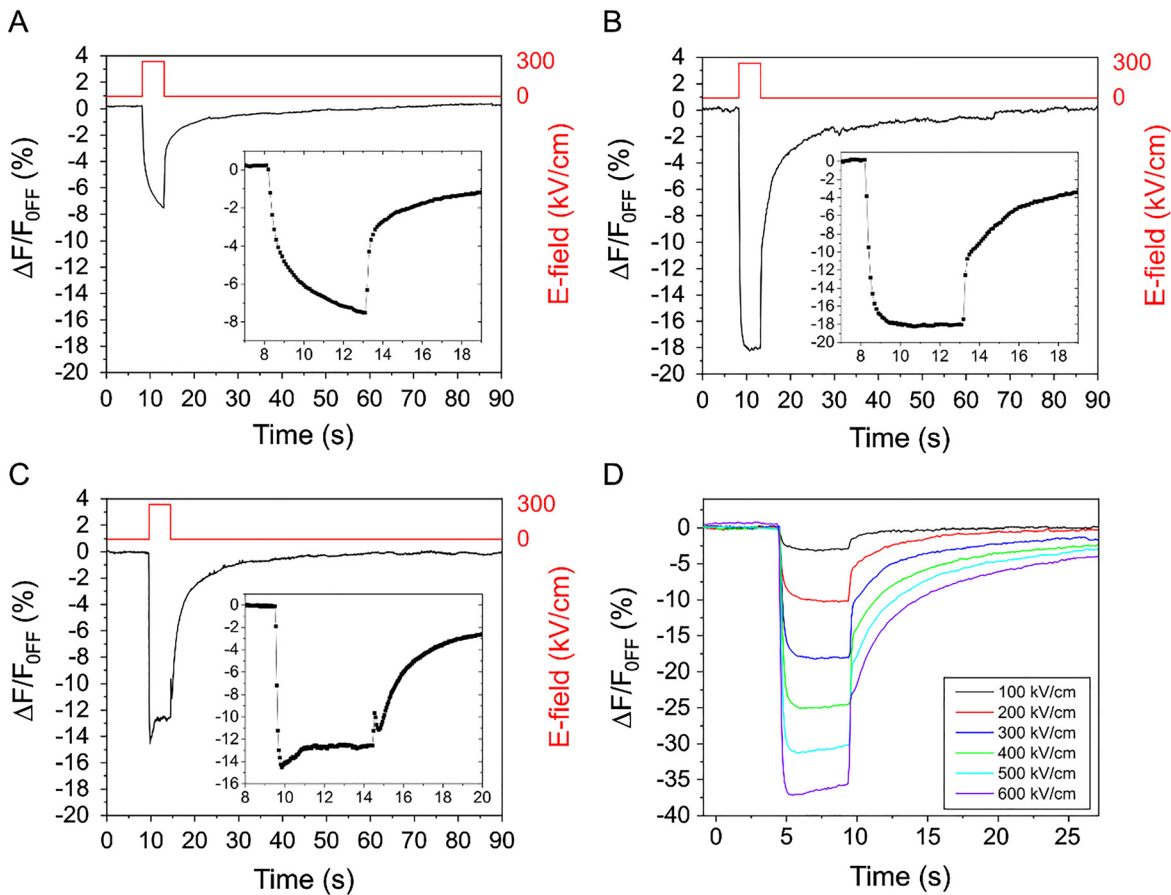 A
4
2
0
-2
-4
-6
-8
-10
-12
-14
-16
-18
-20
ΔF/F0FF (%)
300
0
E-field (kV/cm)
0
-2
-4
-6
-8
8 10 12 14 16 18
0 10 20 30 40 50 60 70 80 90
Time (s)
B
4
2
0
-2
-4
-6
-8
-10
-12
-14
-16
-18
-20
ΔF/F0FF (%)
300
0
E-field (kV/cm)
0
-2
-4
-6
-8
-10
-12
-14
-16
-18
-20
8 10 12 14 16 18
0 10 20 30 40 50 60 70 80 90
Time (s)
C
4
2
0
-2
-4
-6
-8
-10
-12
-14
-16
-18
-20
ΔF/F0FF (%)
300
0
E-field (kV/cm)
0
-2
-4
-6
-8
-10
-12
-14
-16
8 10 12 14 16 18 20
0 10 20 30 40 50 60 70 80 90
Time (s)
D
0
-5
-10
-15
-20
-25
-30
-35
-40
ΔF/F0FF (%)
100 kV/cm
200 kV/cm
300 kV/cm
400 kV/cm
500 kV/cm
600 kV/cm
0 5 10 15 20 25
Time (s)